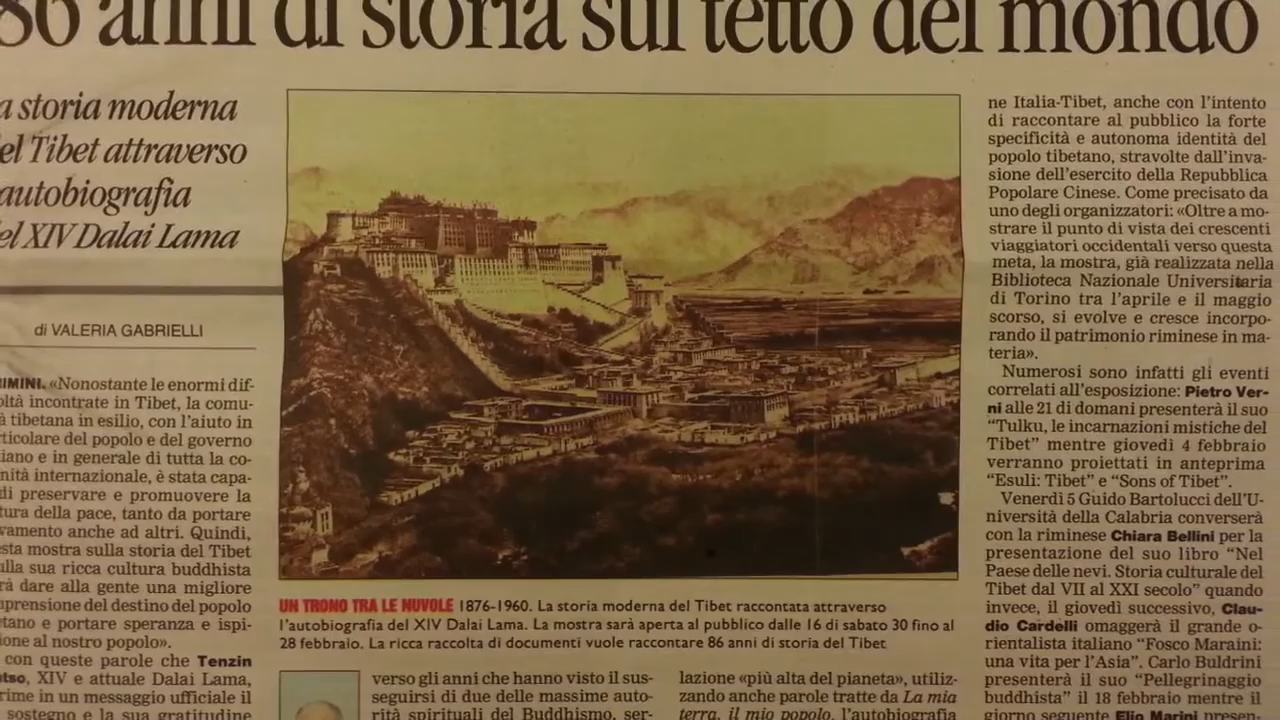 86 anni di storia sul tetto del mondo
a storia moderna
el Tibet attraverso
autobiografia
el XIV Dalai Lama
di VALERIA GABRIELLI
RIMINI. «Nonostante le enormi dif-
oltà incontrate in Tibet, la comu-
à tibetana in esilio, con l'aiuto in
rticolare del popolo e del governo
liano e in generale di tutta la co-
nità internazionale, è stata capa-
di preservare e promuovere la
tura della pace, tanto da portare
vamento anche ad altri. Quindi,
esta mostra sulla storia del Tibet
ulla sua ricca cultura buddhista
rà dare alla gente una migliore
prensione del destino del popolo
etano e portare speranza e ispi-
ione al nostro popolo».
con queste parole che Tenzin
atso, XIV e attuale Dalai Lama,
rime in un messaggio ufficiale il
sostegno e la sua gratitudine
UN TRONO TRA LE NUVOLE 1876-1960. La storia moderna del Tibet raccontata attraverso
l'autobiografia del XIV Dalai Lama. La mostra sarà aperta al pubblico dalle 16 di sabato 30 fino al
28 febbraio. La ricca raccolta di documenti vuole raccontare 86 anni di storia del Tibet
verso gli anni che hanno visto il sus-
seguirsi di due delle massime auto-
rità spirituali del Buddhismo, ser-
lazione «più alta del pianeta», utiliz-
zando anche parole tratte da La mia
terra, il mio popolo, l'autobiografia
ne Italia-Tibet, anche con l'intento
di raccontare al pubblico la forte
specificità e autonoma identità del
popolo tibetano, stravolte dall'inva-
sione dell'esercito della Repubblica
Popolare Cinese. Come precisato da
uno degli organizzatori: «Oltre a mo-
strare il punto di vista dei crescenti
viaggiatori occidentali verso questa
meta, la mostra, già realizzata nella
Biblioteca Nazionale Universitaria
di Torino tra l'aprile e il maggio
scorso, si evolve e cresce incorpo-
rando il patrimonio riminese in ma-
teria».
Numerosi sono infatti gli eventi
correlati all'esposizione: Pietro Ver-
ni alle 21 di domani presenterà il suo
"Tulku, le incarnazioni mistiche del
Tibet" mentre giovedì 4 febbraio
verranno proiettati in anteprima
"Esuli: Tibet" e "Sons of Tibet".
Venerdì 5 Guido Bartolucci dell'U-
niversità della Calabria converserà
con la riminese Chiara Bellini per la
presentazione del suo libro "Nel
Paese delle nevi. Storia culturale del
Tibet dal VII al XXI secolo" quando
invece, il giovedì successivo, Clau-
dio Cardelli omaggerà il grande o-
rientalista italiano "Fosco Maraini:
una vita per l'Asia". Carlo Buldrini
presenterà il suo "Pellegrinaggio
buddhista" il 18 febbraio mentre il
giorno seguente Elio Marini presen-